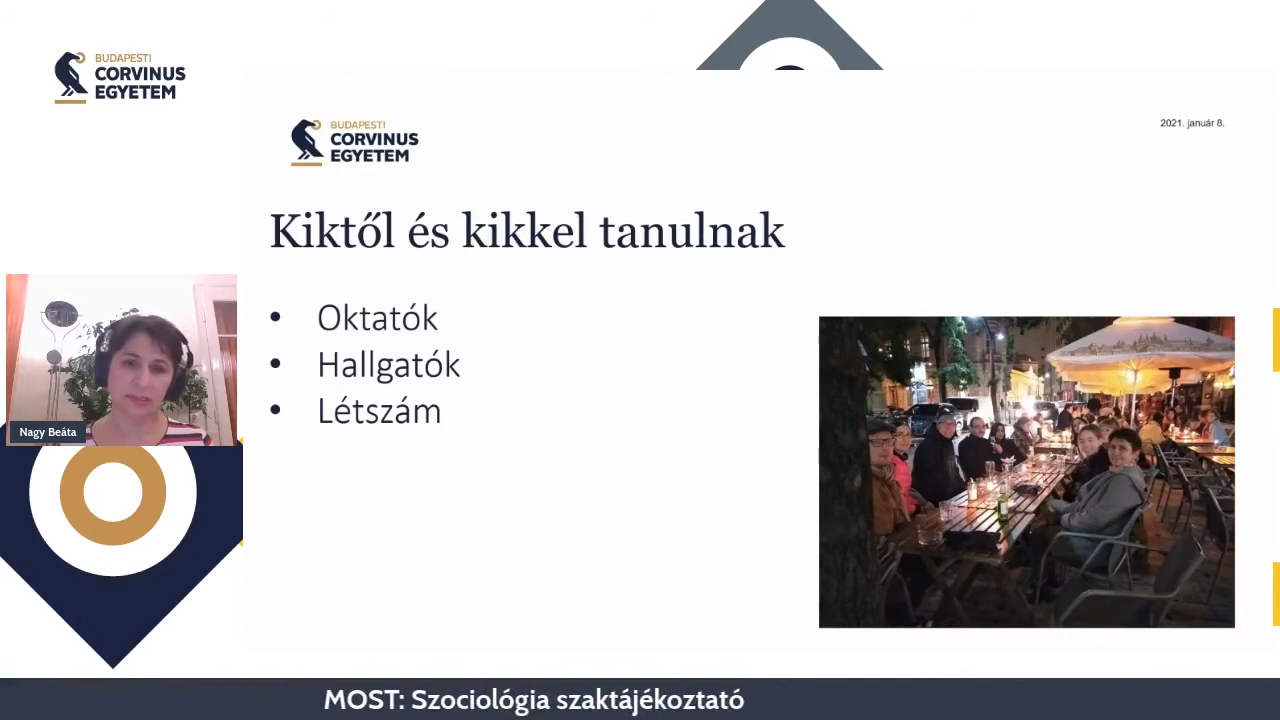 BUDAPESTI
CORVINUS
EGYETEM
BUDAPESTI
CORVINUS
EGYETEM
2021. január 8.
Kiktől és kikkel tanulnak
• Oktatók
• Hallgatók
• Létszám
Nagy Beáta
MOST: Szociológia szaktájékoztató